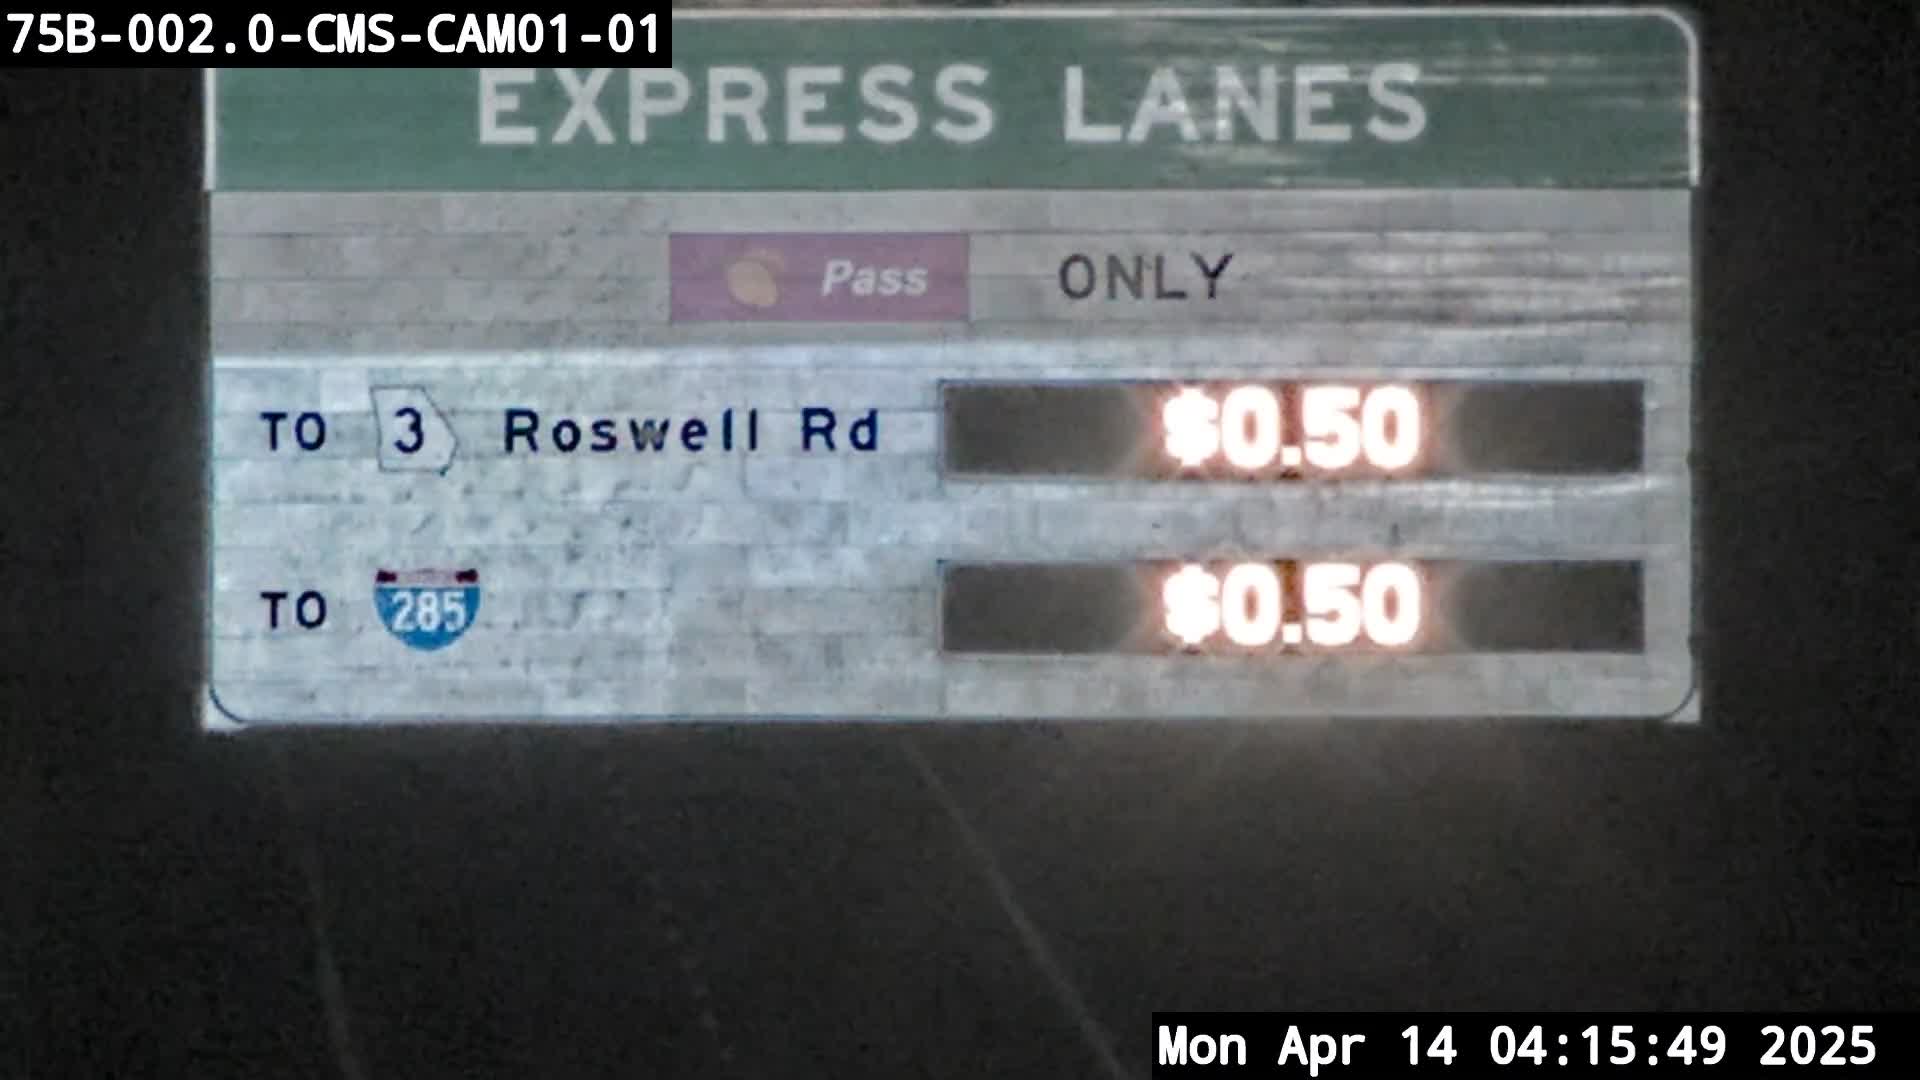 75B-002.0-CMS-CAM01-01
EXPRESS LANES
Pass ONLY
TO 3 Roswell Rd $0.50
TO 285 $0.50
Mon Apr 14 04:15:49 2025